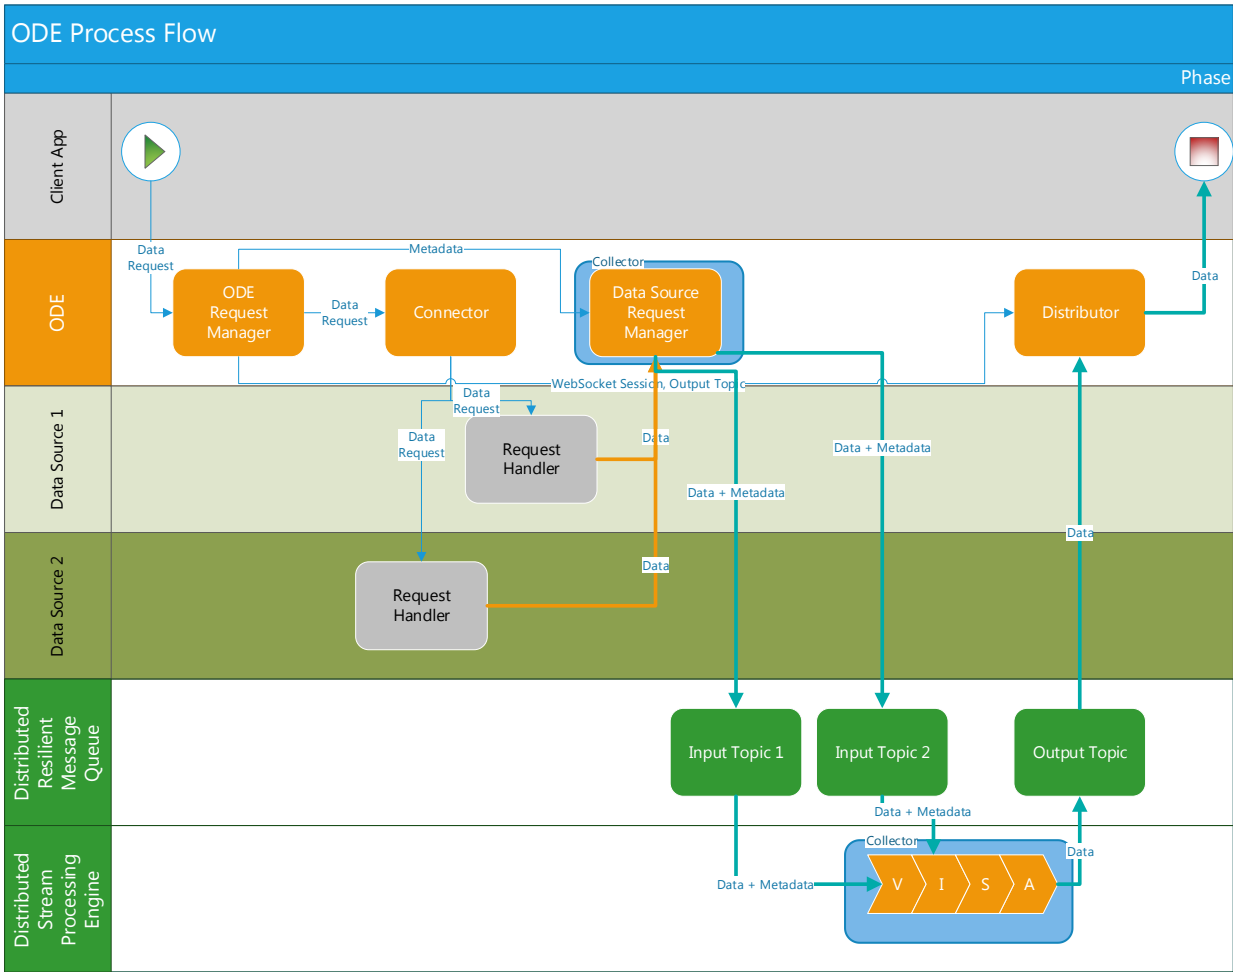 ODE Process Flow
Phase
Client App
Data
Request
Data
ODE
Metadata
Collector
ODE
Request
Manager
Data
Request
Connector
Data Source
Request
Manager
Distributor
WebSocket Session, Output Topic
Data Source 1
Data
Request
Data
Request
Request
Handler
Data
Data + Metadata
Data + Metadata
Data
Data Source 2
Request
Handler
Data
Distributed
Resilient
Message
Queue
Input Topic 1
Input Topic 2
Output Topic
Data + Metadata
Distributed
Stream
Processing
Engine
Collector
Data
Data + Metadata
V
I
S
A